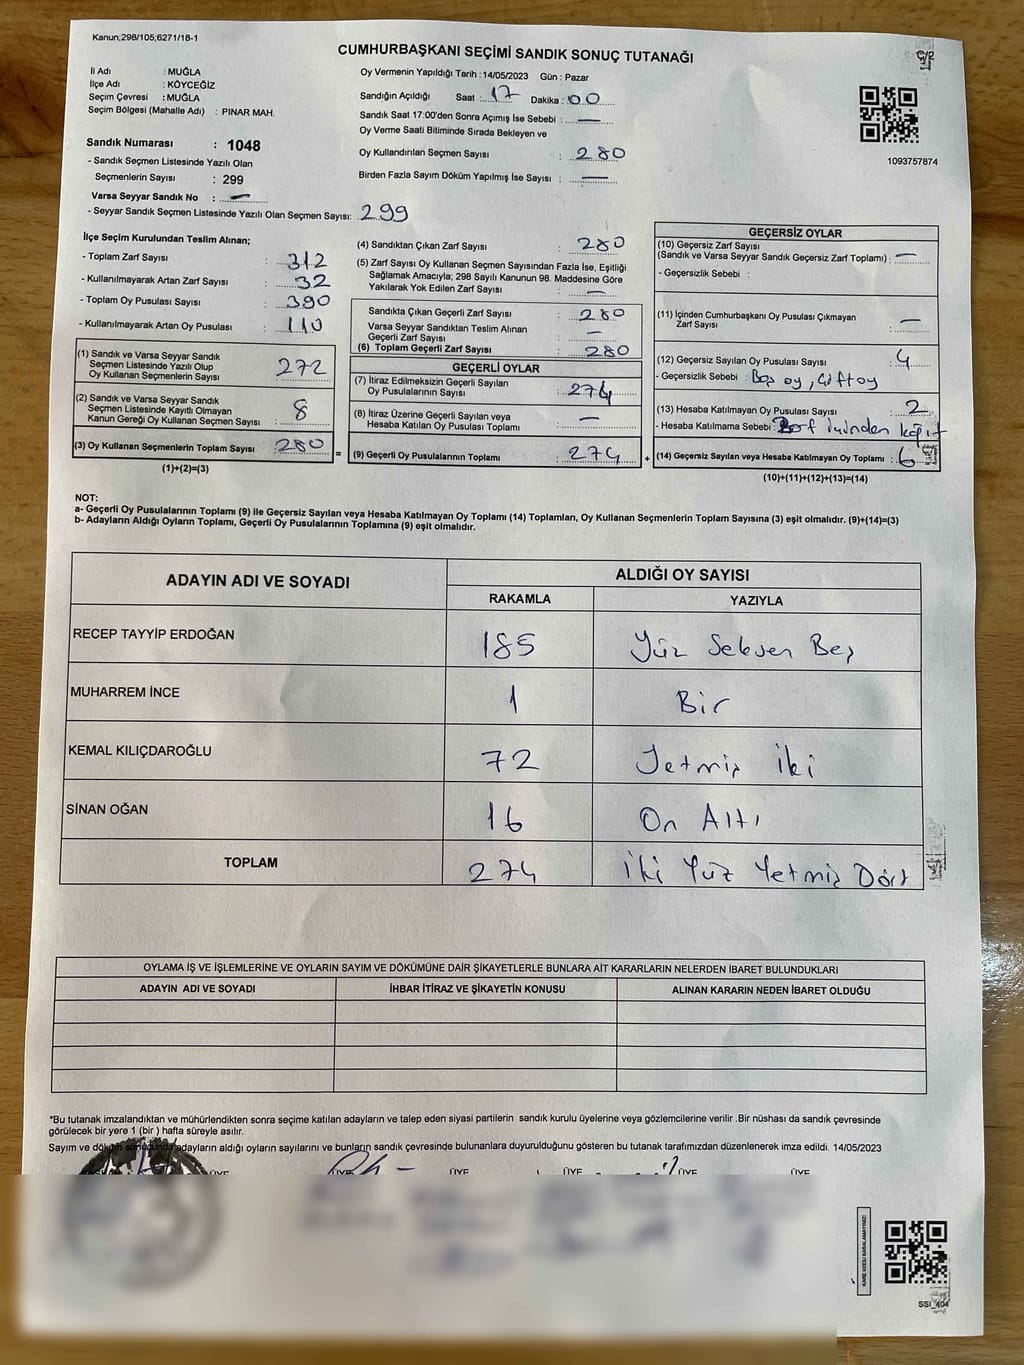 Kanun;298/105;6271/18-1
CUMHURBAŞKANI SEÇİMİ SANDIK SONUÇ TUTANAĞI
İl Adı : MUĞLA
İlçe Adı : KÖYCEĞİZ
Seçim Çevresi : MUĞLA
Seçim Bölgesi (Mahalle Adı) : PINAR MAH.
Sandık Numarası : 1048
- Sandık Seçmen Listesinde Yazılı Olan
Seçmenlerin Sayısı : 299
Varsa Seyyar Sandık No : —
- Seyyar Sandık Seçmen Listesinde Yazılı Olan Seçmen Sayısı: 299
Oy Vermenin Yapıldığı Tarih : 14/05/2023 Gün : Pazar
Sandığın Açıldığı Saat : 17 Dakika : 00
Sandık Saat 17:00'den Sonra Açımış İse Sebebi : —
Oy Verme Saati Bitiminde Sırada Bekleyen ve
Oy Kullandırılan Seçmen Sayısı : 280
Birden Fazla Sayım Döküm Yapılmış İse Sayısı : —
1093757874
İlçe Seçim Kurulundan Teslim Alınan;
- Toplam Zarf Sayısı : 312
- Kullanılmayarak Artan Zarf Sayısı : 32
- Toplam Oy Pusulası Sayısı : 390
- Kullanılmayarak Artan Oy Pusulası : 110
(1) Sandık ve Varsa Seyyar Sandık
Seçmen Listesinde Yazılı Olup
Oy Kullanan Seçmenlerin Sayısı : 272
(2) Sandık ve Varsa Seyyar Sandık
Seçmen Listesinde Kayıtlı Olmayan
Kanun Gereği Oy Kullanan Seçmen Sayısı : 8
(3) Oy Kullanan Seçmenlerin Toplam Sayısı : 280
(1)+(2)=(3)
(4) Sandıktan Çıkan Zarf Sayısı : 280
(5) Zarf Sayısı Oy Kullanan Seçmen Sayısından Fazla İse, Eşitliği
Sağlamak Amacıyla; 298 Sayılı Kanunun 98. Maddesine Göre
Yakılarak Yok Edilen Zarf Sayısı : —
Sandıkta Çıkan Geçerli Zarf Sayısı : 280
Varsa Seyyar Sandıktan Teslim Alınan
Geçerli Zarf Sayısı : —
(6) Toplam Geçerli Zarf Sayısı : 280
GEÇERLİ OYLAR
(7) İtiraz Edilmeksizin Geçerli Sayılan
Oy Pusulalarının Sayısı : 274
(8) İtiraz Üzerine Geçerli Sayılan veya
Hesaba Katılan Oy Pusulası Toplamı : —
= (9) Geçerli Oy Pusulalarının Toplamı : 274 +
GEÇERSİZ OYLAR
(10) Geçersiz Zarf Sayısı
(Sandık ve Varsa Seyyar Sandık Geçersiz Zarf Toplamı) : —
- Geçersizlik Sebebi :
(11) İçinden Cumhurbaşkanı Oy Pusulası Çıkmayan
Zarf Sayısı : —
(12) Geçersiz Sayılan Oy Pusulası Sayısı : 4
- Geçersizlik Sebebi : Boş oy, Çift oy
(13) Hesaba Katılmayan Oy Pusulası Sayısı : 2
- Hesaba Katılmama Sebebi : içinden kağıt
(14) Geçersiz Sayılan veya Hesaba Katılmayan Oy Toplamı : 6
(10)+(11)+(12)+(13)=(14)
NOT:
a- Geçerli Oy Pusulalarının Toplamı (9) ile Geçersiz Sayılan veya Hesaba Katılmayan Oy Toplamı (14) Toplamları, Oy Kullanan Seçmenlerin Toplam Sayısına (3) eşit olmalıdır. (9)+(14)=(3)
b- Adayların Aldığı Oyların Toplamı, Geçerli Oy Pusulalarının Toplamına (9) eşit olmalıdır.
ADAYIN ADI VE SOYADI ALDIĞI OY SAYISI
RAKAMLA YAZIYLA
RECEP TAYYİP ERDOĞAN 185 Yüz Seksen Beş
MUHARREM İNCE 1 Bir
KEMAL KILIÇDAROĞLU 72 Yetmiş İki
SİNAN OĞAN 16 On Altı
TOPLAM 274 İki Yüz Yetmiş Dört
OYLAMA İŞ VE İŞLEMLERİNE VE OYLARIN SAYIM VE DÖKÜMÜNE DAİR ŞİKAYETLERLE BUNLARA AİT KARARLARIN NELERDEN İBARET BULUNDUKLARI
ADAYIN ADI VE SOYADI İHBAR İTİRAZ VE ŞİKAYETİN KONUSU ALINAN KARARIN NEDEN İBARET OLDUĞU
*Bu tutanak imzalandıktan ve mühürlendikten sonra seçime katılan adayların ve talep eden siyasi partilerin sandık kurulu üyelerine veya gözlemcilerine verilir .Bir nüshası da sandık çevresinde
görülecek bir yere 1 (bir ) hafta süreyle asılır.
Sayım ve döküm sonucunda adayların aldığı oyların sayılarını ve bunların sandık çevresinde bulunanlara duyurulduğunu gösteren bu tutanak tarafımızdan düzenlenerek imza edildi. 14/05/2023
ÜYE ÜYE ÜYE ÜYE ÜYE ÜYE
KARE KODU KARALAMAYINIZ!
SSI_404